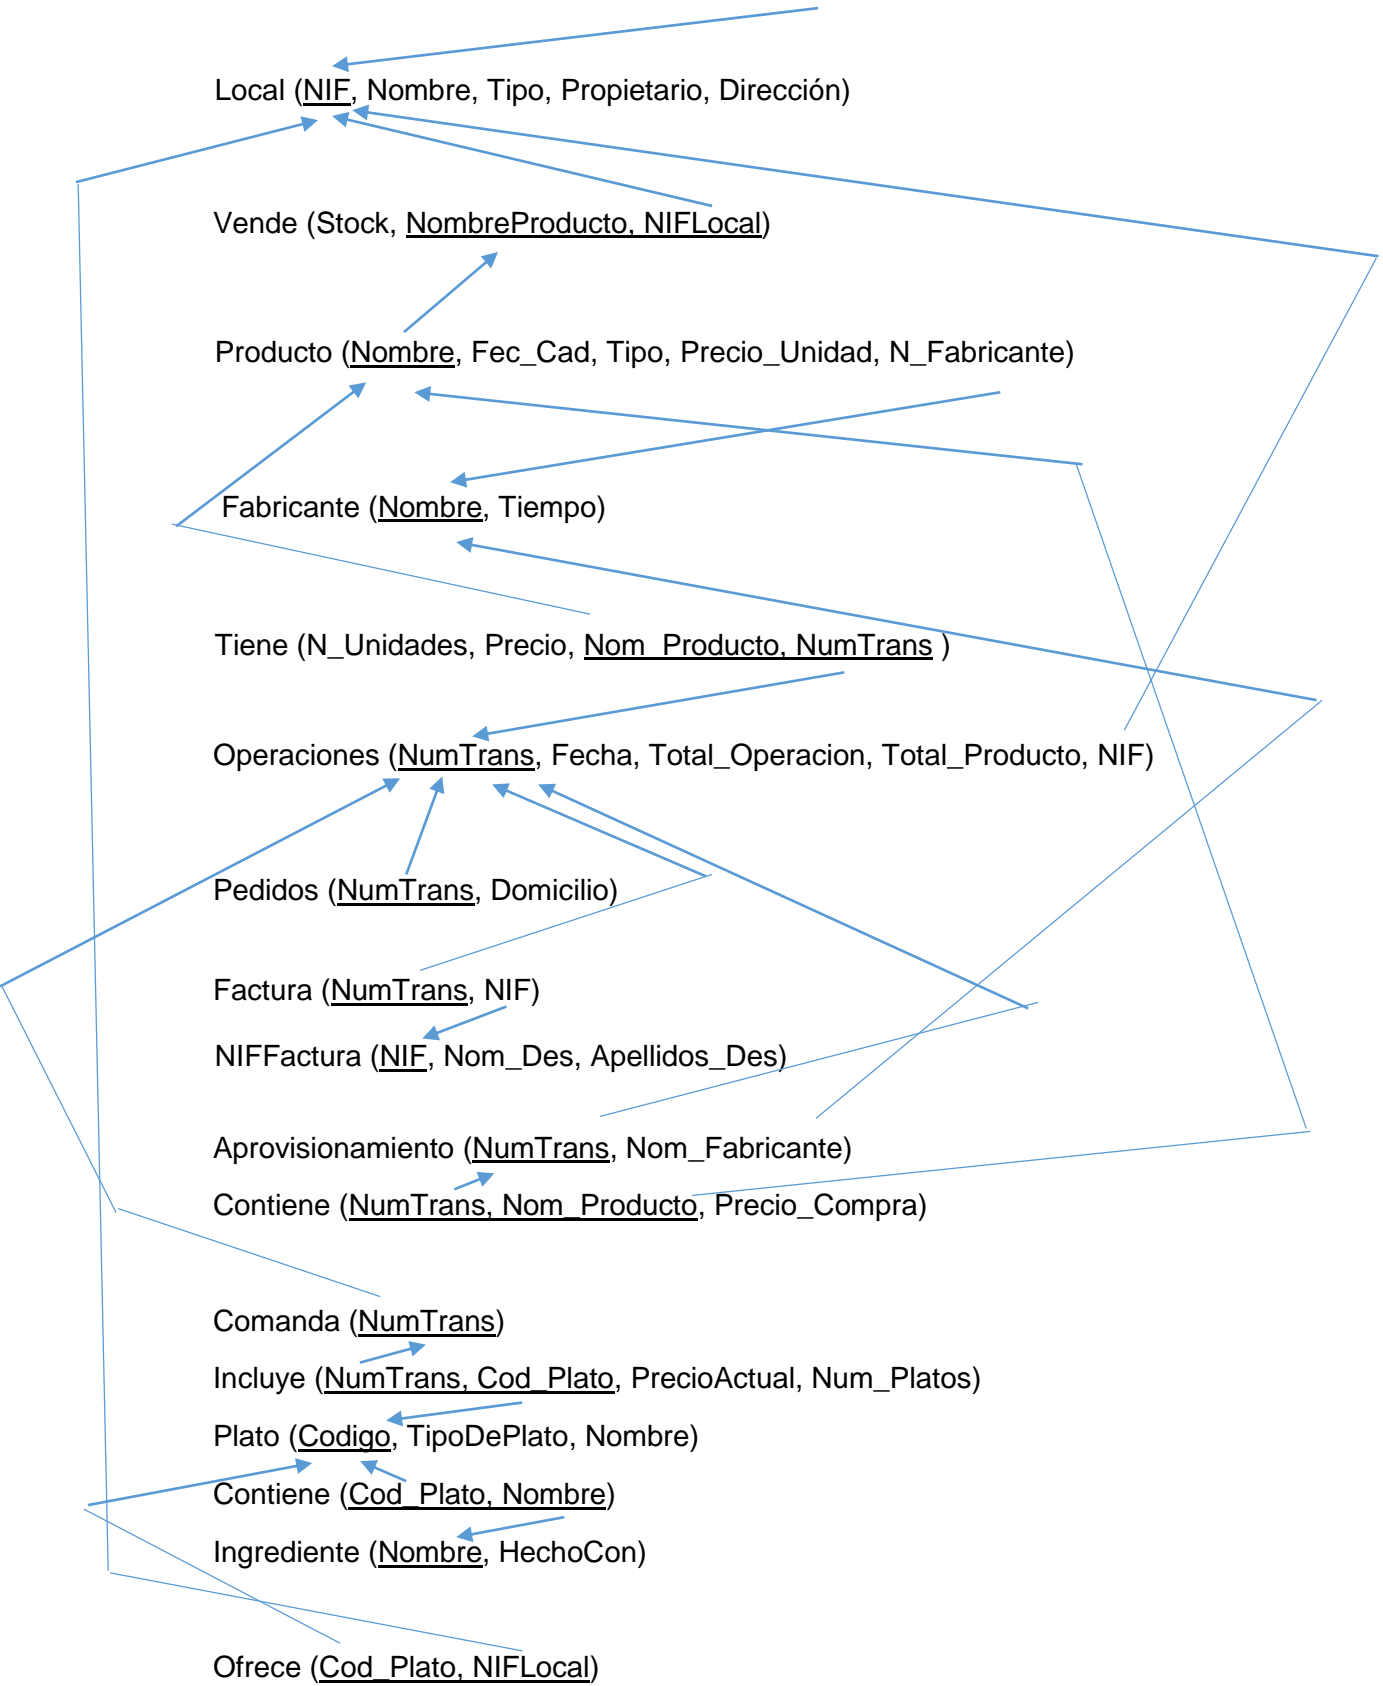 Local (NIF, Nombre, Tipo, Propietario, Dirección)
Vende (Stock, NombreProducto, NIFLocal)
Producto (Nombre, Fec_Cad, Tipo, Precio_Unidad, N_Fabricante)
Fabricante (Nombre, Tiempo)
Tiene (N_Unidades, Precio, Nom_Producto, NumTrans )
Operaciones (NumTrans, Fecha, Total_Operacion, Total_Producto, NIF)
Pedidos (NumTrans, Domicilio)
Factura (NumTrans, NIF)
NIFFactura (NIF, Nom_Des, Apellidos_Des)
Aprovisionamiento (NumTrans, Nom_Fabricante)
Contiene (NumTrans, Nom_Producto, Precio_Compra)
Comanda (NumTrans)
Incluye (NumTrans, Cod_Plato, PrecioActual, Num_Platos)
Plato (Codigo, TipoDePlato, Nombre)
Contiene (Cod_Plato, Nombre)
Ingrediente (Nombre, HechoCon)
Ofrece (Cod_Plato, NIFLocal)